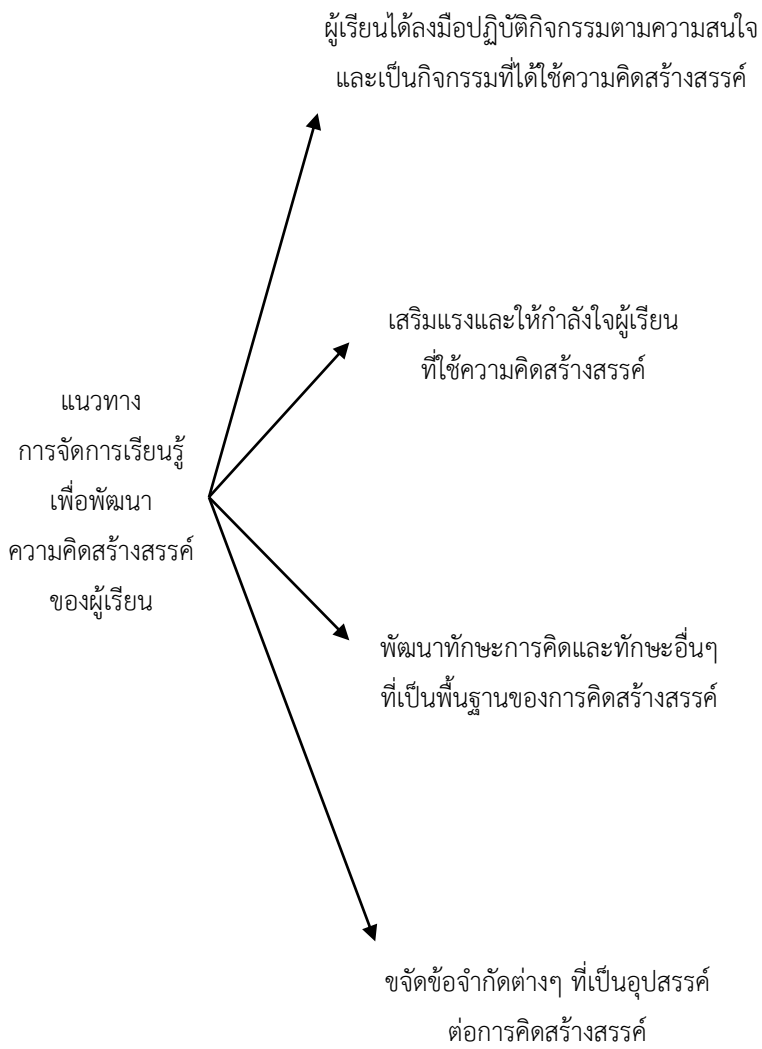 ผู้เรียนได้ลงมือปฏิบัติกิจกรรมตามความสนใจ
และเป็นกิจกรรมที่ได้ใช้ความคิดสร้างสรรค์
เสริมแรงและให้กำลังใจผู้เรียน
ที่ใช้ความคิดสร้างสรรค์
แนวทาง
การจัดการเรียนรู้
เพื่อพัฒนา
ความคิดสร้างสรรค์
ของผู้เรียน
พัฒนาทักษะการคิดและทักษะอื่นๆ
ที่เป็นพื้นฐานของการคิดสร้างสรรค์
ขจัดข้อจำกัดต่างๆ ที่เป็นอุปสรรค์
ต่อการคิดสร้างสรรค์